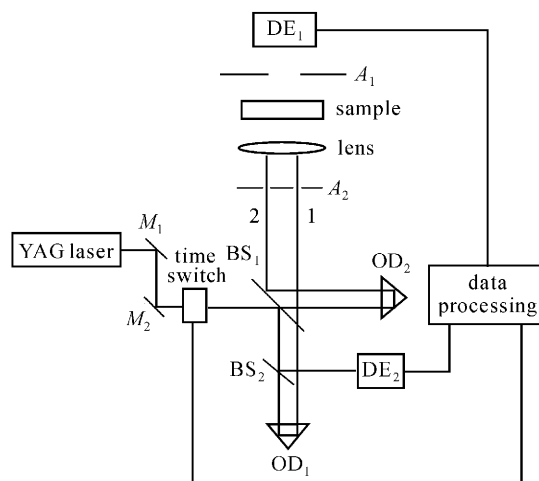 DE₁
A₁
sample
lens
A₂
2 1
M₁
YAG laser
time
switch
BS₁
OD₂
M₂
data
processing
BS₂
DE₂
OD₁